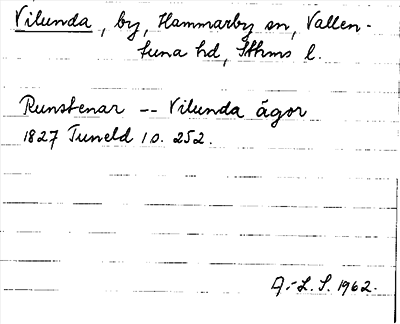 Vilunda, by, Hammarby sn, Vallen-
tuna hd, Sthms l.
Runstenar -- Vilunda ägor
1827 Tuneld 10. 252.
A.-L. S. 1962.